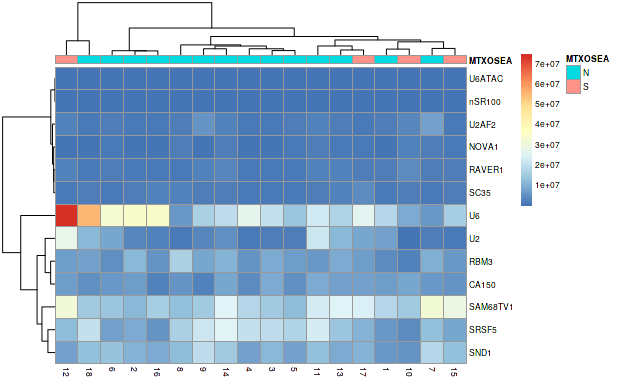 MTXOSEA
U6ATAC
nSR100
U2AF2
NOVA1
RAVER1
SC35
U6
U2
RBM3
CA150
SAM68TV1
SRSF5
SND1
12 18 6 2 16 8 9 14 4 3 5 11 13 17 1 10 7 15
7e+07
6e+07
5e+07
4e+07
3e+07
2e+07
1e+07
MTXOSEA
N
S